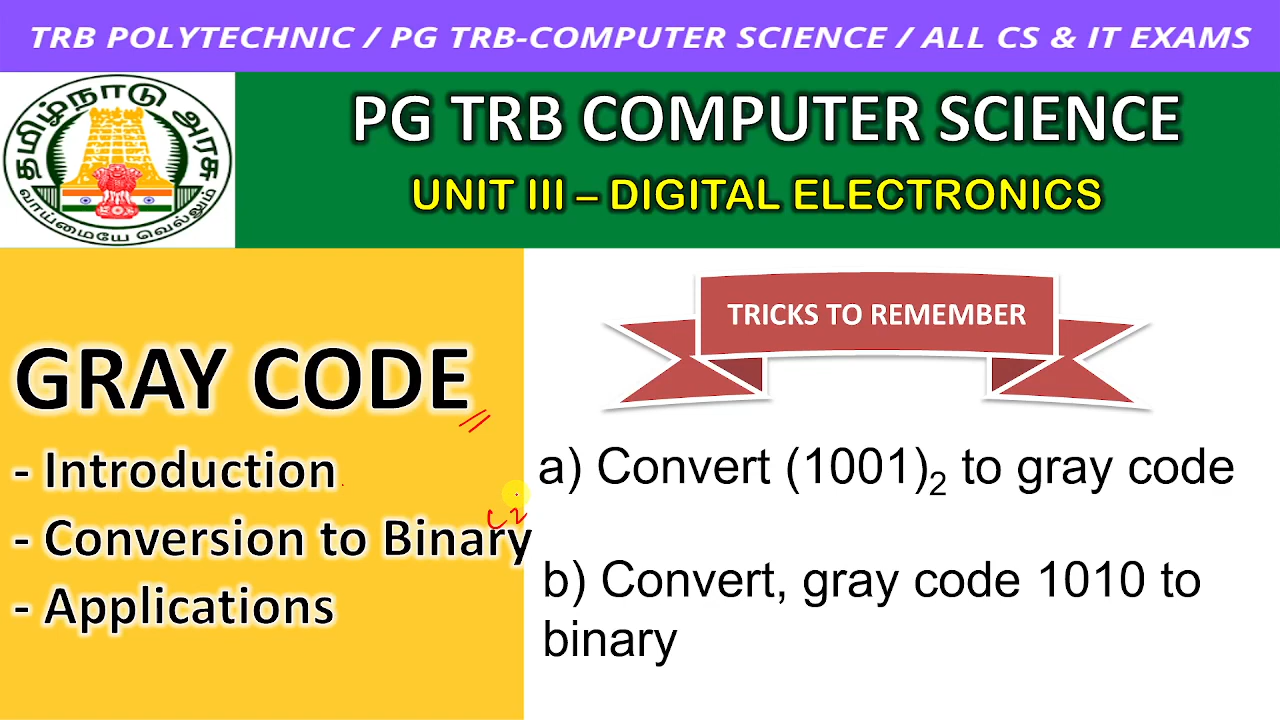 TRB POLYTECHNIC / PG TRB-COMPUTER SCIENCE / ALL CS & IT EXAMS
தமிழ்நாடு அரசு
வாய்மையே வெல்லும்
PG TRB COMPUTER SCIENCE
UNIT III – DIGITAL ELECTRONICS
GRAY CODE
- Introduction
- Conversion to Binary
- Applications
TRICKS TO REMEMBER
a) Convert (1001)₂ to gray code
b) Convert, gray code 1010 to
binary